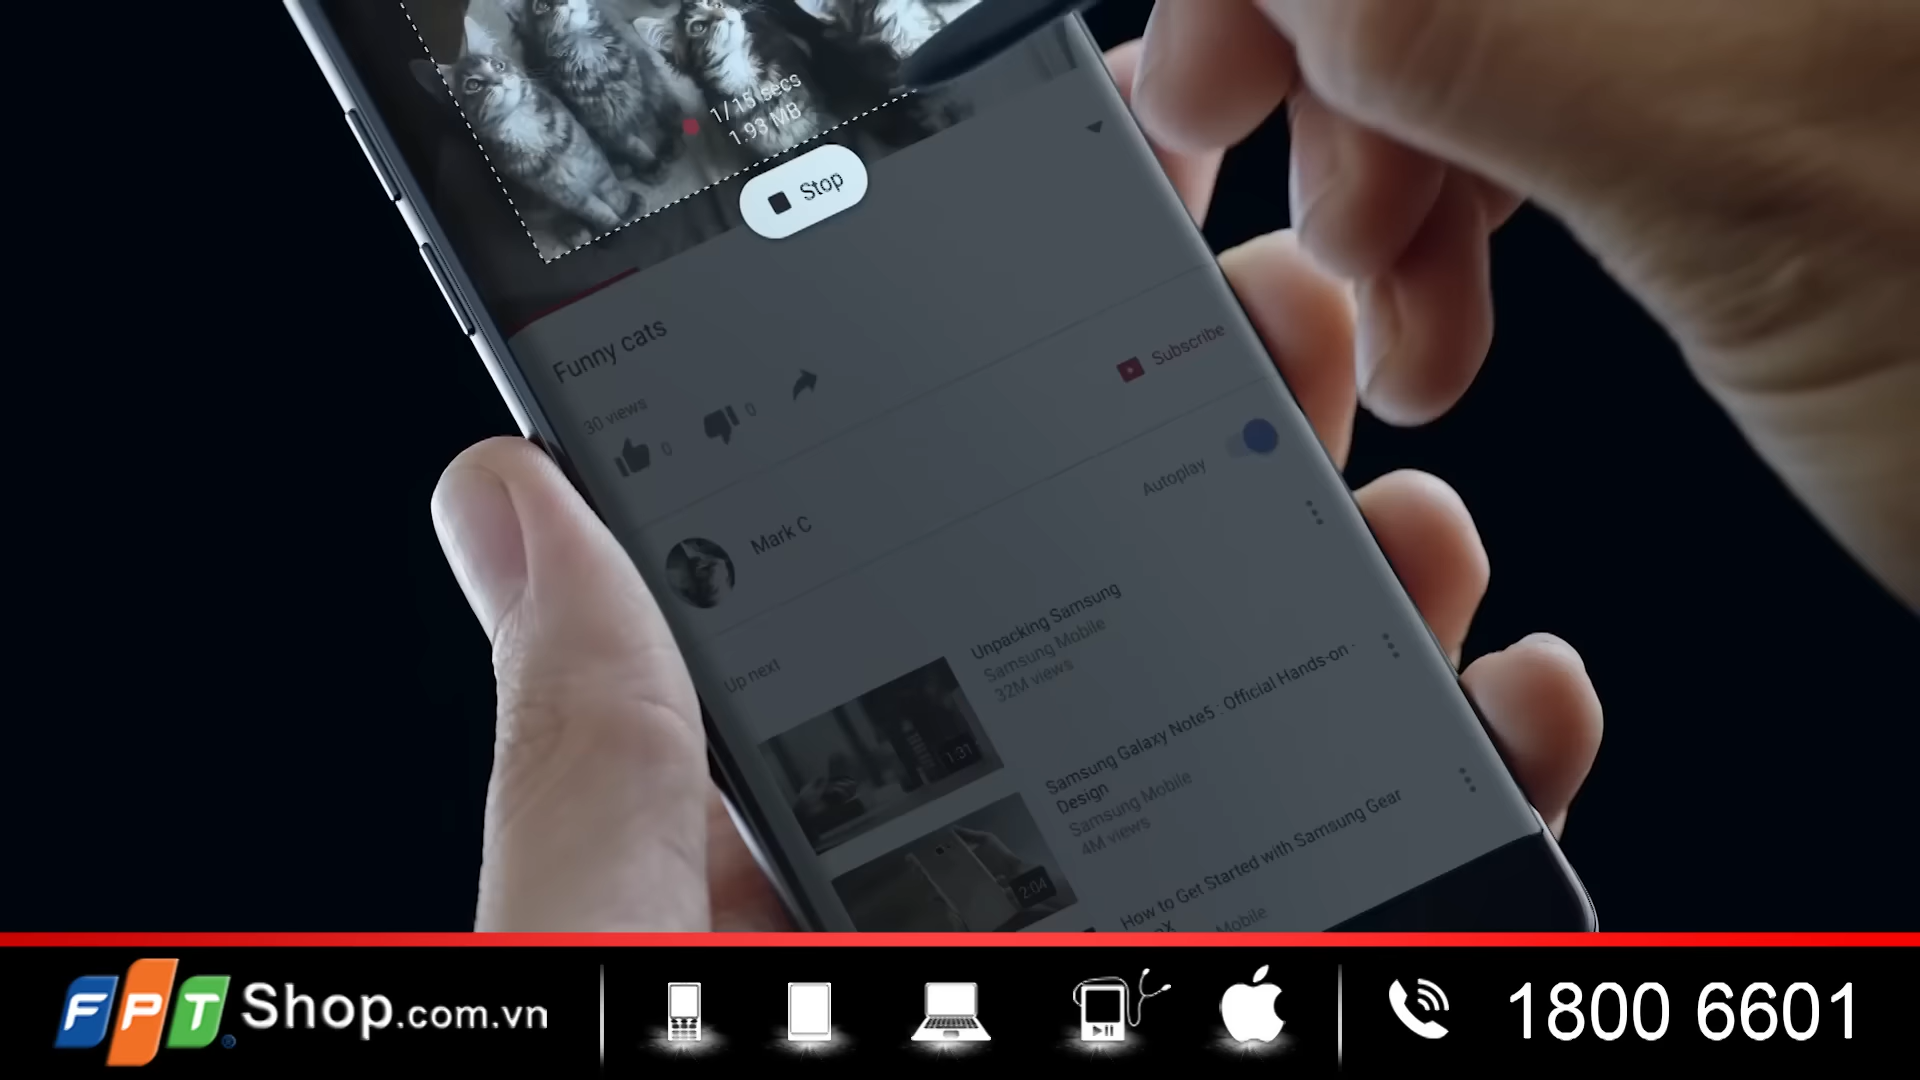 1/15 secs
1.93 MB
Stop
Funny cats
30 views
0
0
Subscribe
Mark C
Autoplay
Up next
Unpacking Samsung
Samsung Mobile
32M views
1:31
Samsung Galaxy Note5 : Official Hands-on -
Design
Samsung Mobile
4M views
2:04
How to Get Started with Samsung Gear
Mobile
FPT® Shop.com.vn
1800 6601